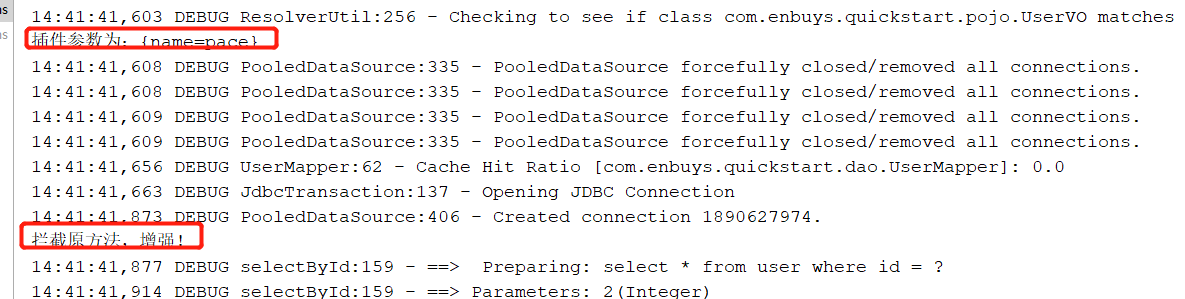 ns
14:41:41,603 DEBUG ResolverUtil:256 - Checking to see if class com.enbuys.quickstart.pojo.UserVO matches
插件参数为：{name=pace}
14:41:41,608 DEBUG PooledDataSource:335 - PooledDataSource forcefully closed/removed all connections.
14:41:41,608 DEBUG PooledDataSource:335 - PooledDataSource forcefully closed/removed all connections.
14:41:41,609 DEBUG PooledDataSource:335 - PooledDataSource forcefully closed/removed all connections.
14:41:41,609 DEBUG PooledDataSource:335 - PooledDataSource forcefully closed/removed all connections.
14:41:41,656 DEBUG UserMapper:62 - Cache Hit Ratio [com.enbuys.quickstart.dao.UserMapper]: 0.0
14:41:41,663 DEBUG JdbcTransaction:137 - Opening JDBC Connection
14:41:41,873 DEBUG PooledDataSource:406 - Created connection 1890627974.
拦截原方法，增强！
14:41:41,877 DEBUG selectById:159 - ==>  Preparing: select * from user where id = ?
14:41:41,914 DEBUG selectById:159 - ==> Parameters: 2(Integer)